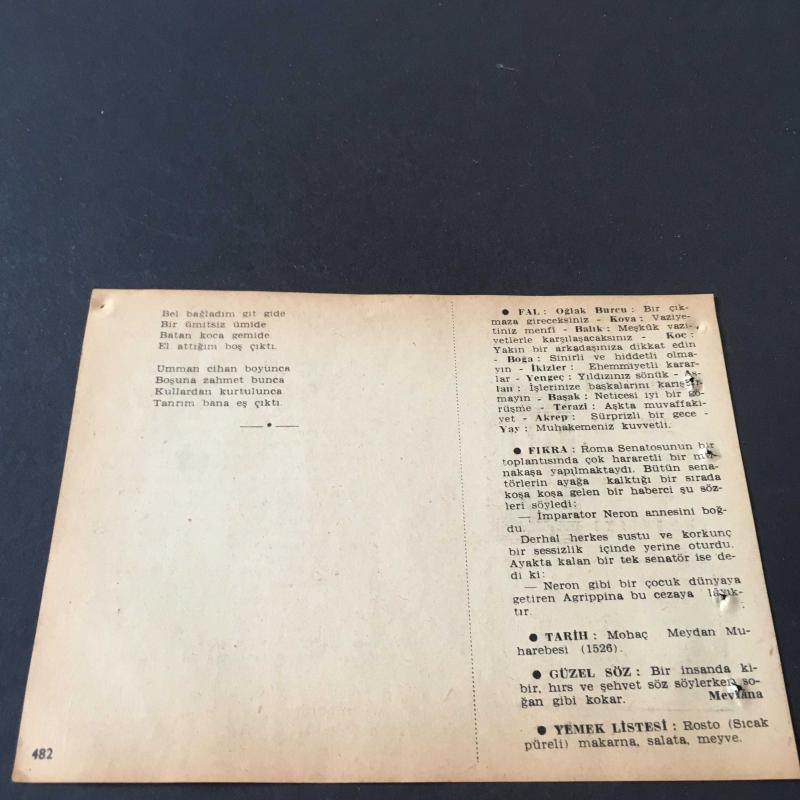 Bel bağladım git gide
Bir ümitsiz ümide
Batan koca gemide
El attığım boş çıktı.
Umman cihan boyunca
Boşuna zahmet bunca
Kullardan kurtulunca
Tanrım bana eş çıktı.
482
● FAL : Oğlak Burcu : Bir çık-
maza gireceksiniz - Kova : Vaziye-
tiniz menfi - Balık : Meşkük vazi-
yetlerle karşılaşacaksınız - Koç :
Yakın bir arkadaşınıza dikkat edin
- Boğa : Sinirli ve hiddetli olma-
yın - İkizler : Ehemmiyetli karar-
lar - Yengeç : Yıldızınız sönük - As-
lan : İşlerinize başkalarını karıştır-
mayın - Başak : Neticesi iyi bir gö-
rüşme - Terazi : Aşkta muvaffaki-
yet - Akrep : Sürprizli bir gece -
Yay : Muhakemeniz kuvvetli.
● FIKRA : Roma Senatosunun bir
toplantısında çok hararetli bir mü-
nakaşa yapılmaktaydı. Bütün sena-
törlerin ayağa kalktığı bir sırada
koşa koşa gelen bir haberci şu söz-
leri söyledi:
— İmparator Neron annesini boğ-
du.
Derhal herkes sustu ve korkunç
bir sessizlik içinde yerine oturdu.
Ayakta kalan bir tek senatör ise de-
di ki:
— Neron gibi bir çocuk dünyaya
getiren Agrippina bu cezaya lâyık-
tır.
● TARİH : Mohaç Meydan Mu-
harebesi (1526).
● GÜZEL SÖZ : Bir insanda ki-
bir, hırs ve şehvet söz söylerken so-
ğan gibi kokar. Mevlâna
● YEMEK LİSTESİ : Rosto (Sıcak
püreli) makarna, salata, meyve.